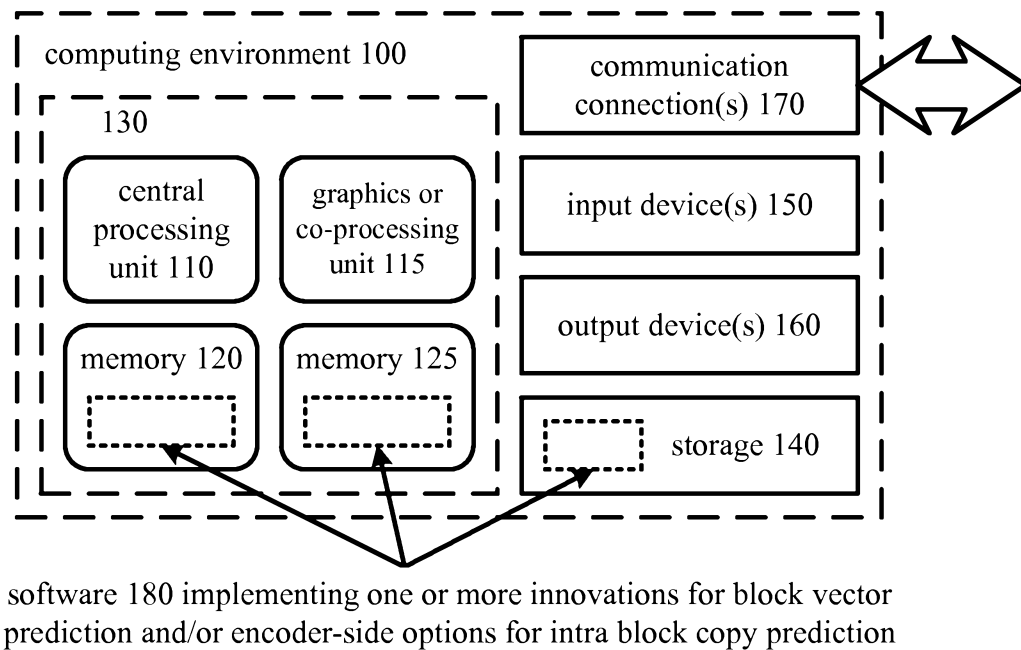 computing environment 100
130
central
processing
unit 110
graphics or
co-processing
unit 115
memory 120
memory 125
communication
connection(s) 170
input device(s) 150
output device(s) 160
storage 140
software 180 implementing one or more innovations for block vector
prediction and/or encoder-side options for intra block copy prediction